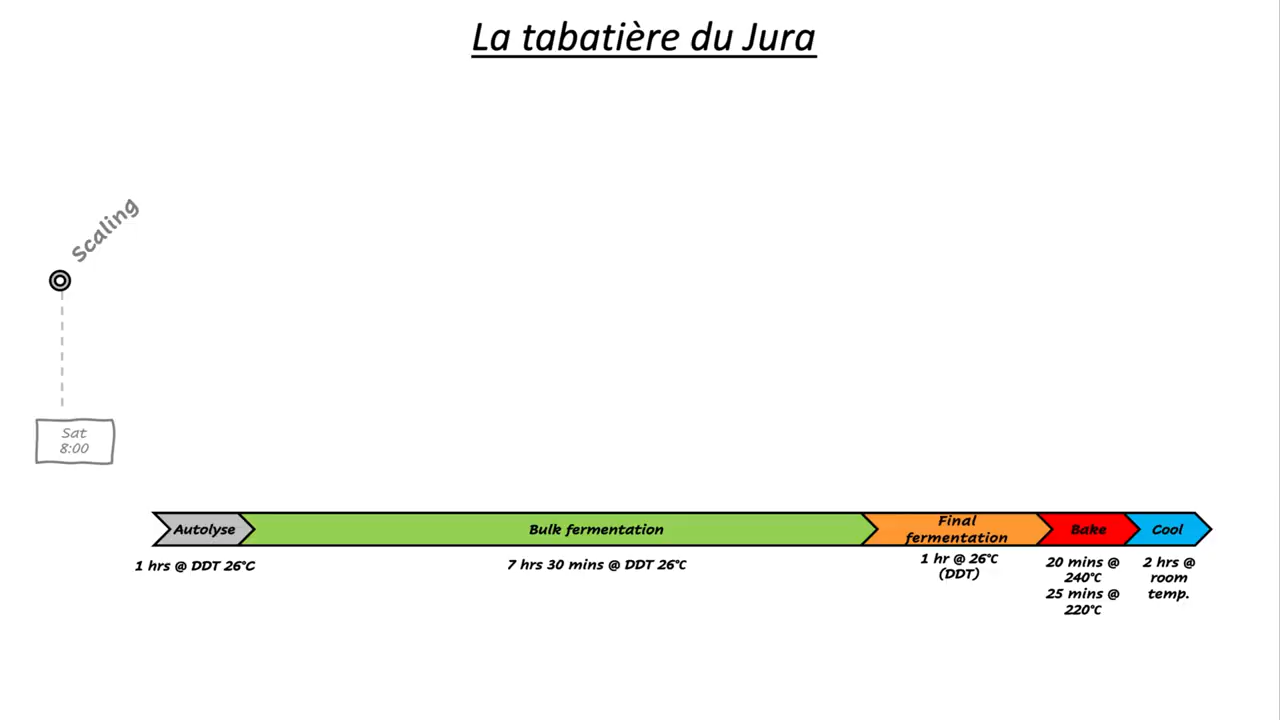 La tabatière du Jura
Scaling
Sat
8:00
Autolyse
Bulk fermentation
Final
fermentation
Bake
Cool
1 hrs @ DDT 26°C
7 hrs 30 mins @ DDT 26°C
1 hr @ 26°C
(DDT)
20 mins @
240°C
25 mins @
220°C
2 hrs @
room
temp.